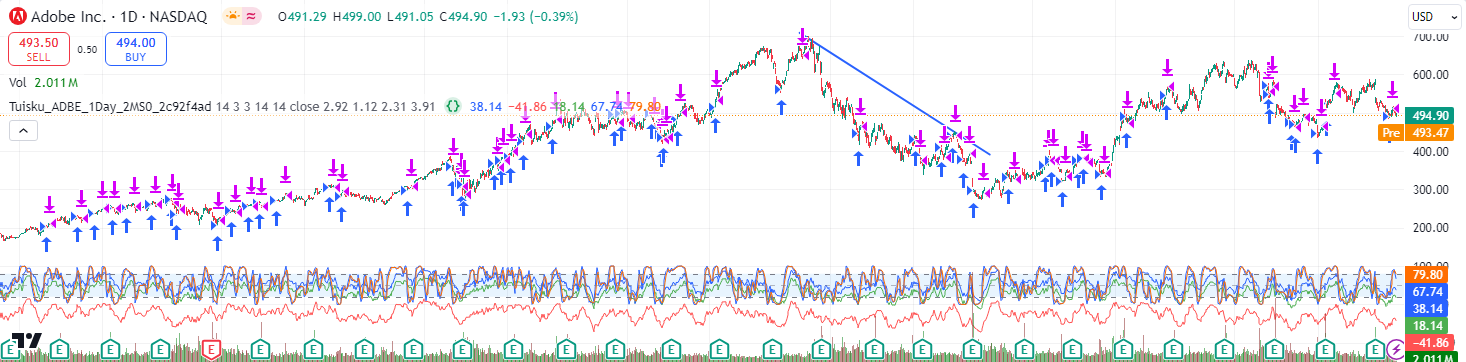 Adobe Inc. · 1D · NASDAQ O491.29 H499.00 L491.05 C494.90 −1.93 (−0.39%)
USD
493.50
SELL
0.50
494.00
BUY
Vol 2.011 M
Tuisku_ADBE_1Day_2MS0_2c92f4ad 14 3 3 14 14 close 2.92 1.12 2.31 3.91 38.14 −41.86 18.14 67.74 79.80
700.00
600.00
494.90
Pre 493.47
400.00
300.00
200.00
100.00
79.80
67.74
38.14
18.14
−41.86
2.011 M
E E E E E E E E E E E E E E E E E E E E E E E E E E E E